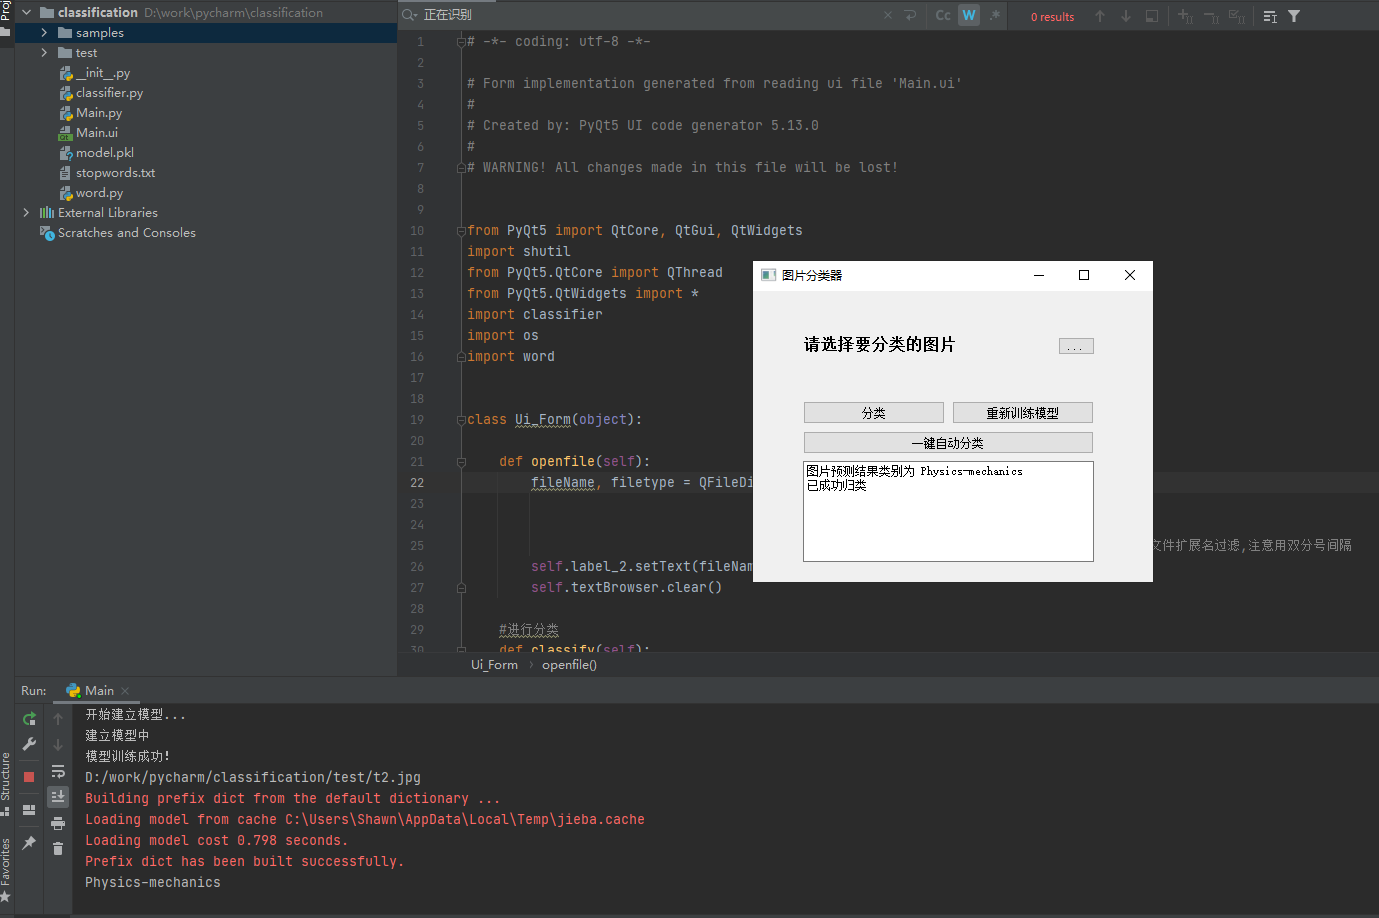 Proj
classification D:\work\pycharm\classification
samples
test
__init__.py
classifier.py
Main.py
Main.ui
model.pkl
stopwords.txt
word.py
External Libraries
Scratches and Consoles
正在识别
Cc W .* 0 results
1 # -*- coding: utf-8 -*-
2
3 # Form implementation generated from reading ui file 'Main.ui'
4 #
5 # Created by: PyQt5 UI code generator 5.13.0
6 #
7 # WARNING! All changes made in this file will be lost!
8
9
10 from PyQt5 import QtCore, QtGui, QtWidgets
11 import shutil
12 from PyQt5.QtCore import QThread
13 from PyQt5.QtWidgets import *
14 import classifier
15 import os
16 import word
17
18
19 class Ui_Form(object):
20
21 def openfile(self):
22 fileName, filetype = QFileDi
23
24
25 文件扩展名过滤,注意用双分号间隔
26 self.label_2.setText(fileNam
27 self.textBrowser.clear()
28
29 #进行分类
30 def classify(self):
Ui_Form › openfile()
图片分类器
请选择要分类的图片
...
分类
重新训练模型
一键自动分类
图片预测结果类别为 Physics-mechanics
已成功归类
Run: Main
开始建立模型...
建立模型中
模型训练成功!
D:/work/pycharm/classification/test/t2.jpg
Building prefix dict from the default dictionary ...
Loading model from cache C:\Users\Shawn\AppData\Local\Temp\jieba.cache
Loading model cost 0.798 seconds.
Prefix dict has been built successfully.
Physics-mechanics
Structure
Favorites